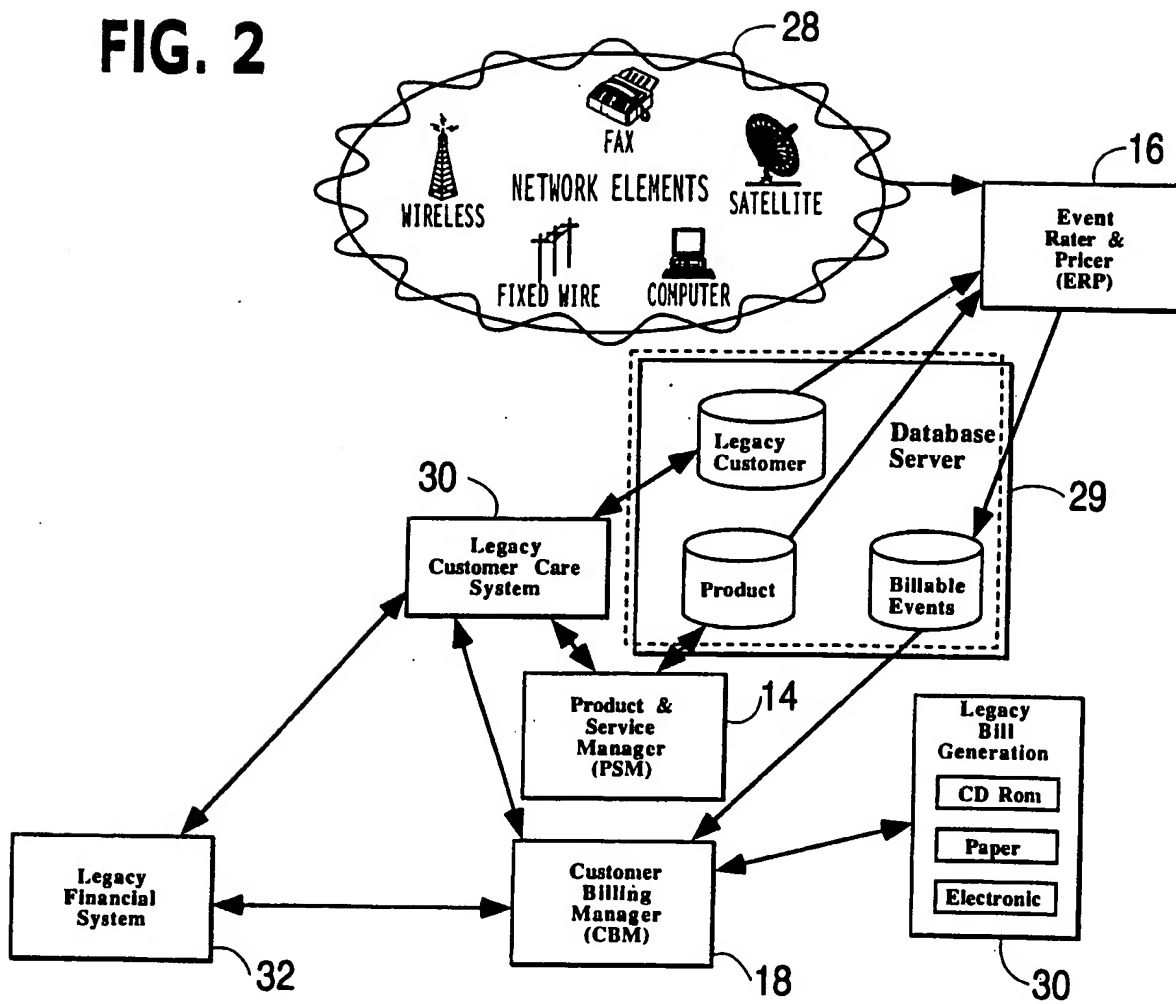 FIG. 2
28
FAX
16
WIRELESS
NETWORK ELEMENTS
SATELLITE
Event
Rater &
Pricer
(ERP)
FIXED WIRE
COMPUTER
Legacy
Customer
Database
Server
30
29
Legacy
Customer Care
System
Product
Billable
Events
Product &
Service
Manager
(PSM)
14
Legacy
Bill
Generation
CD Rom
Paper
Electronic
Legacy
Financial
System
Customer
Billing
Manager
(CBM)
32
18
30